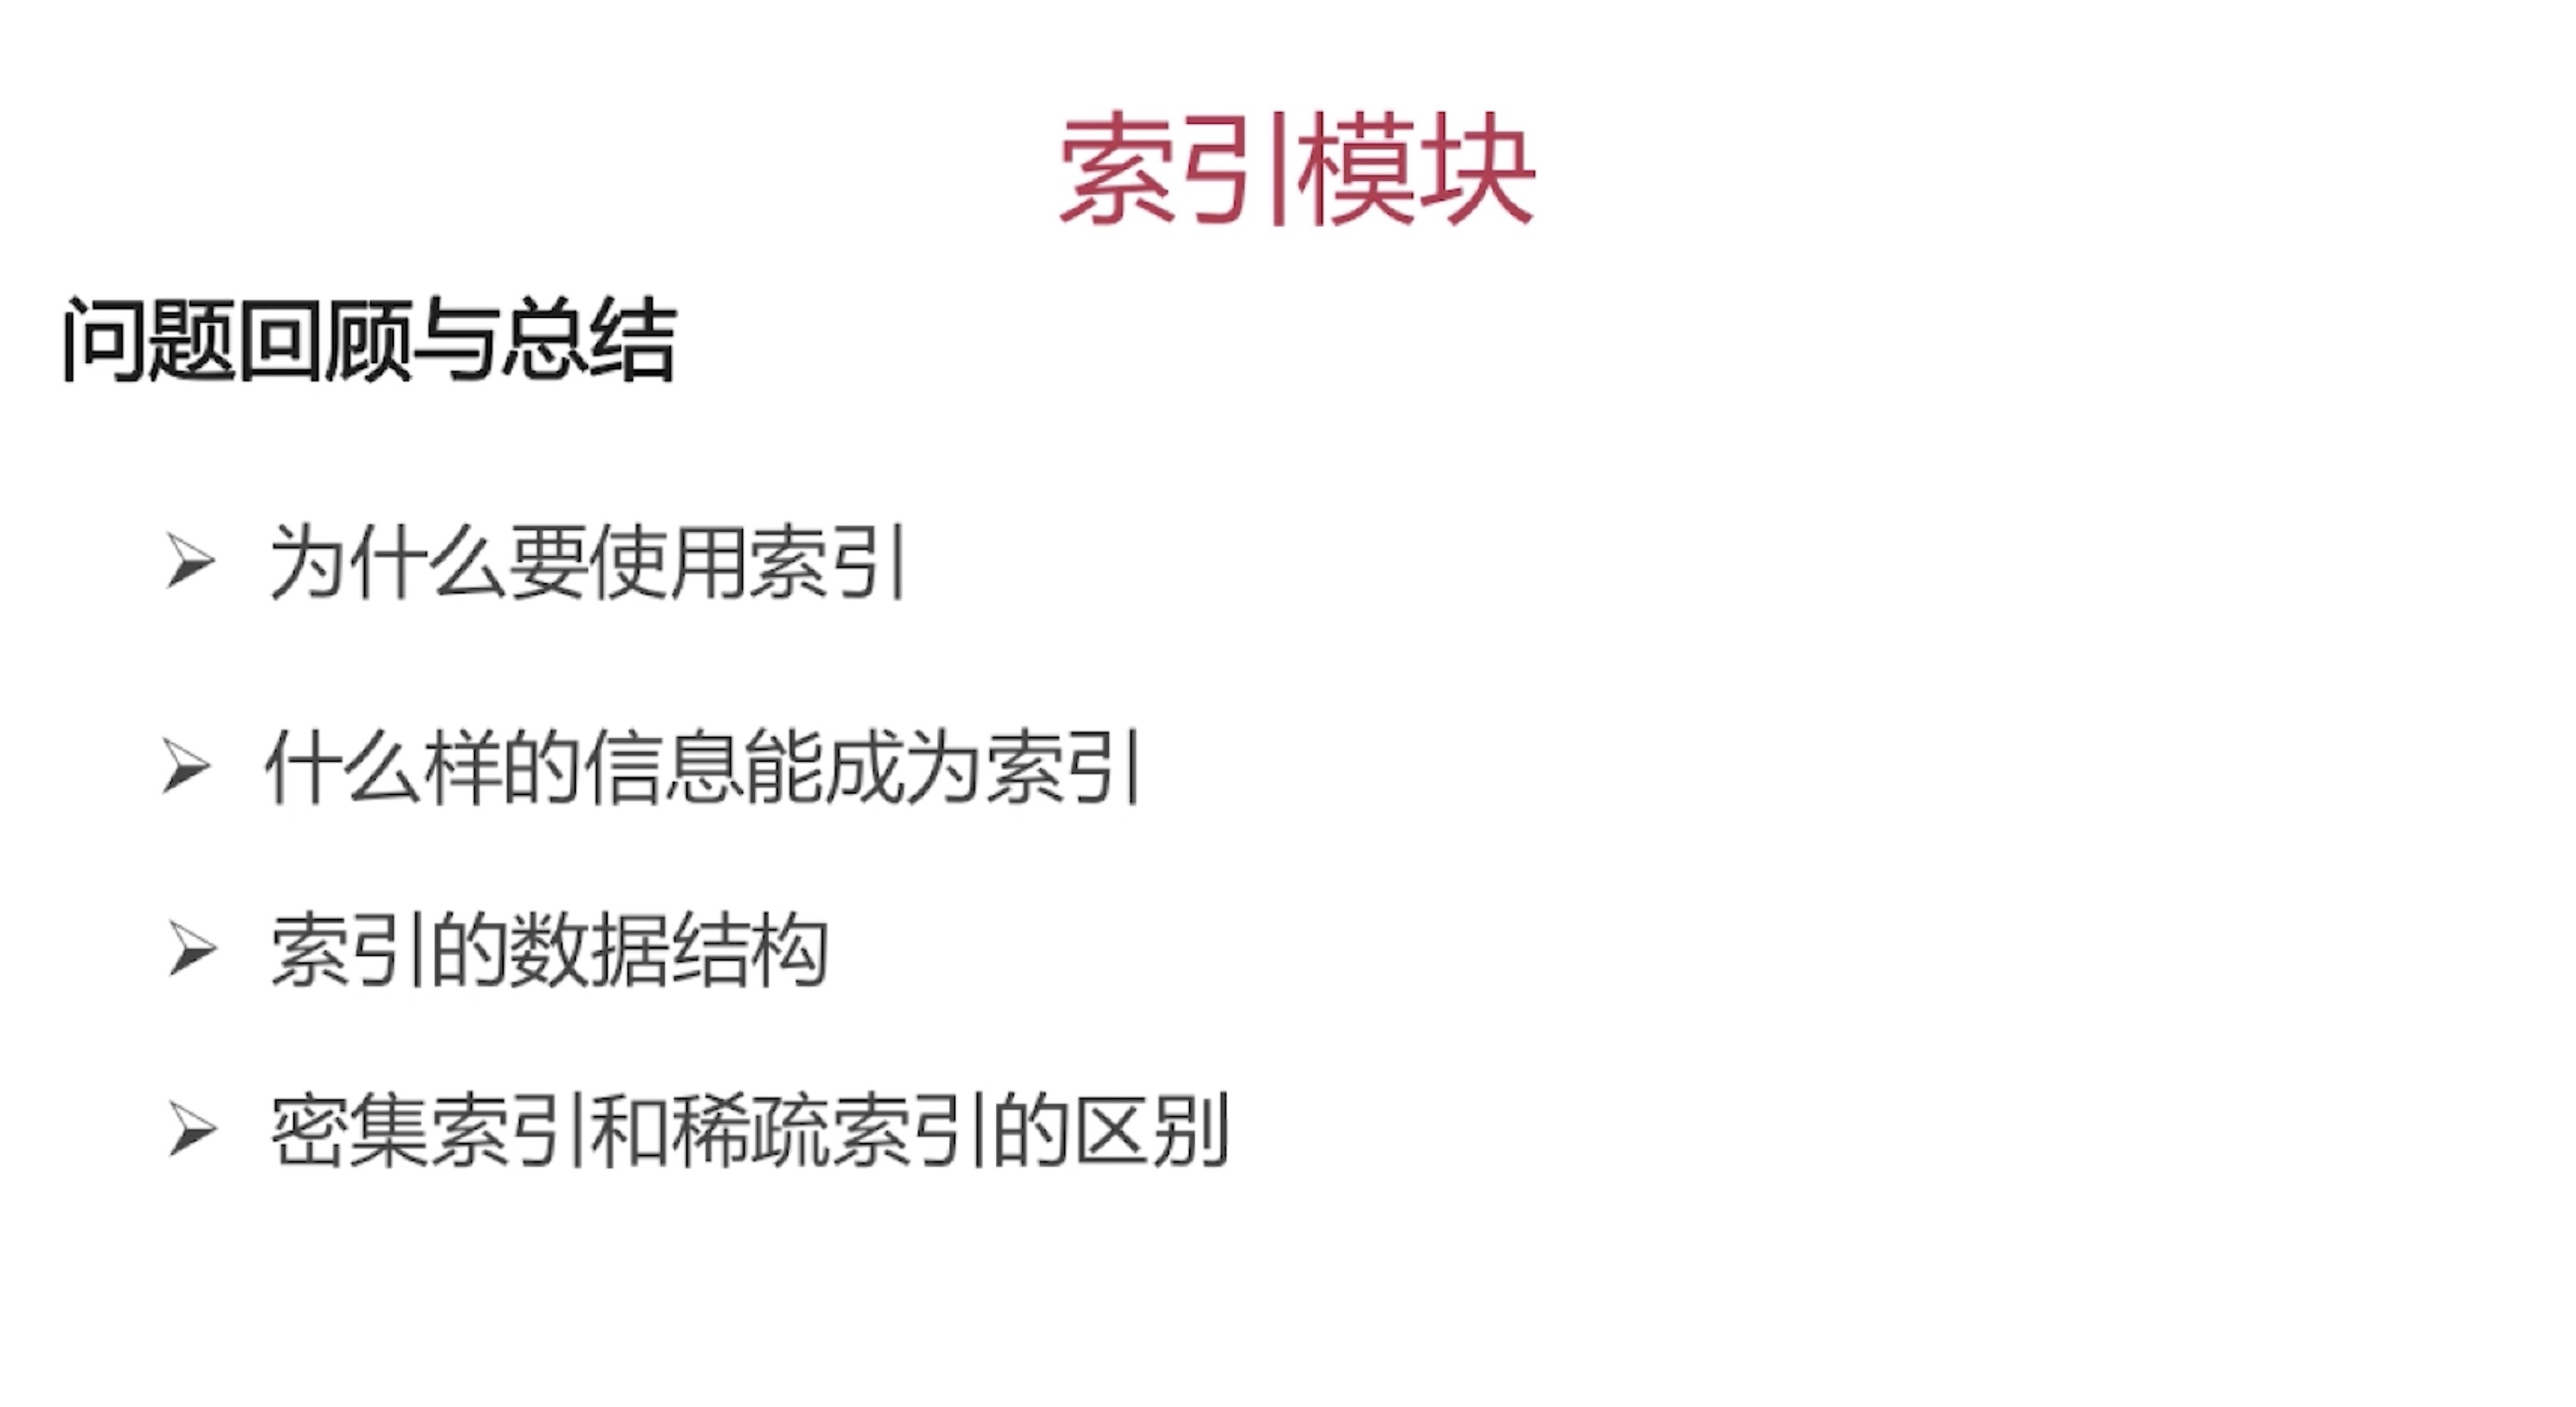 索引模块
问题回顾与总结
为什么要使用索引
什么样的信息能成为索引
索引的数据结构
密集索引和稀疏索引的区别